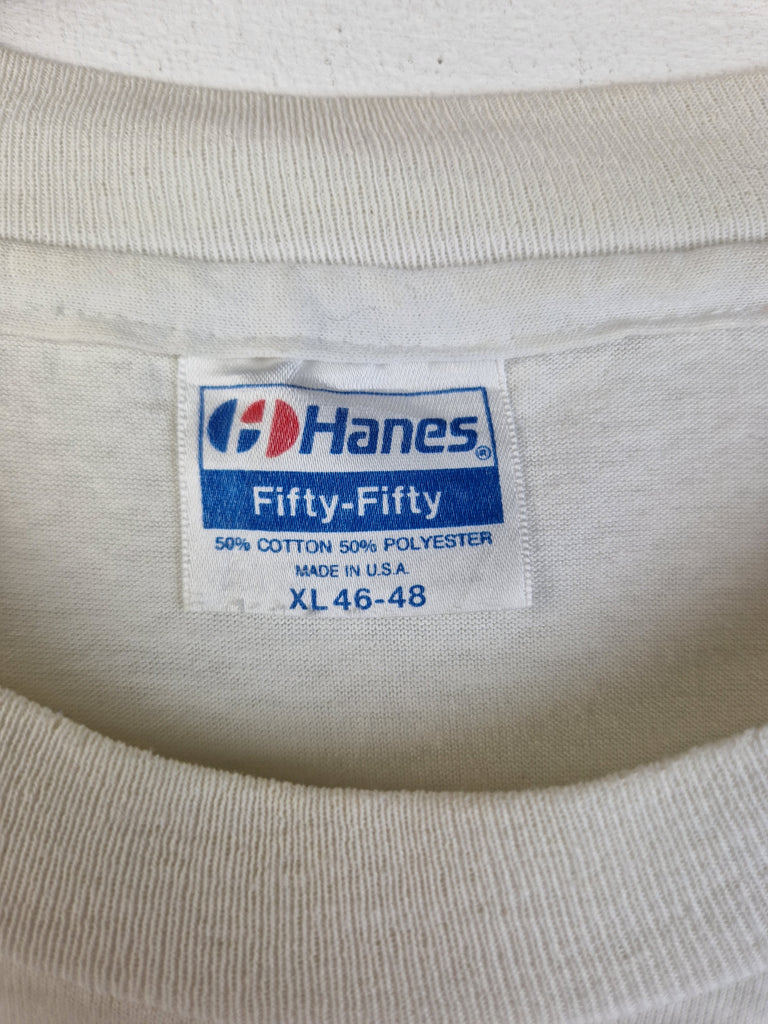 Hanes®
Fifty-Fifty
50% COTTON 50% POLYESTER
MADE IN U.S.A.
XL 46-48